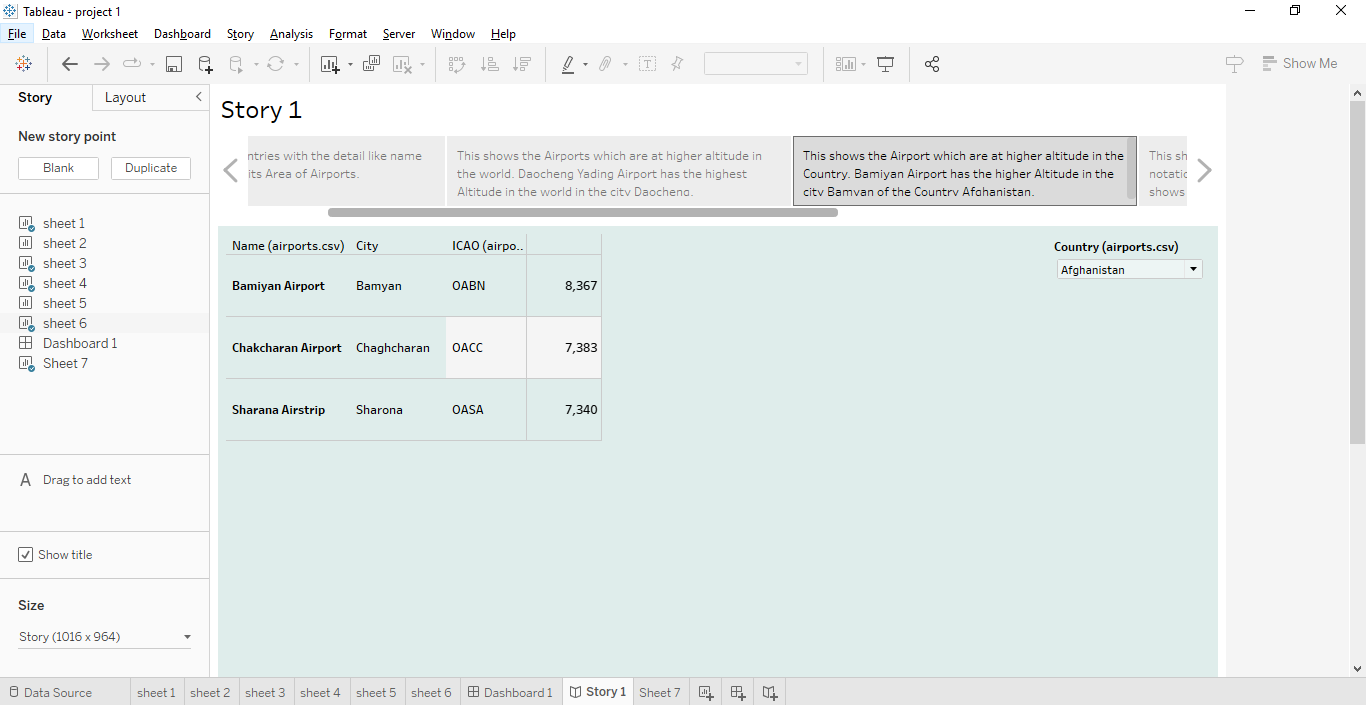 Tableau - project 1
File Data Worksheet Dashboard Story Analysis Format Server Window Help
Show Me
Story Layout
New story point
Blank Duplicate
sheet 1
sheet 2
sheet 3
sheet 4
sheet 5
sheet 6
Dashboard 1
Sheet 7
A Drag to add text
Show title
Size
Story (1016 x 964)
Story 1
ntries with the detail like name
its Area of Airports.
This shows the Airports which are at higher altitude in
the world. Daocheng Yading Airport has the highest
Altitude in the world in the city Daocheng.
This shows the Airport which are at higher altitude in the
Country. Bamiyan Airport has the higher Altitude in the
city Bamyan of the Country Afghanistan.
This sh
notatic
shows
Name (airports.csv) City ICAO (airpo..
Bamiyan Airport Bamyan OABN 8,367
Chakcharan Airport Chaghcharan OACC 7,383
Sharana Airstrip Sharona OASA 7,340
Country (airports.csv)
Afghanistan
Data Source sheet 1 sheet 2 sheet 3 sheet 4 sheet 5 sheet 6 Dashboard 1 Story 1 Sheet 7